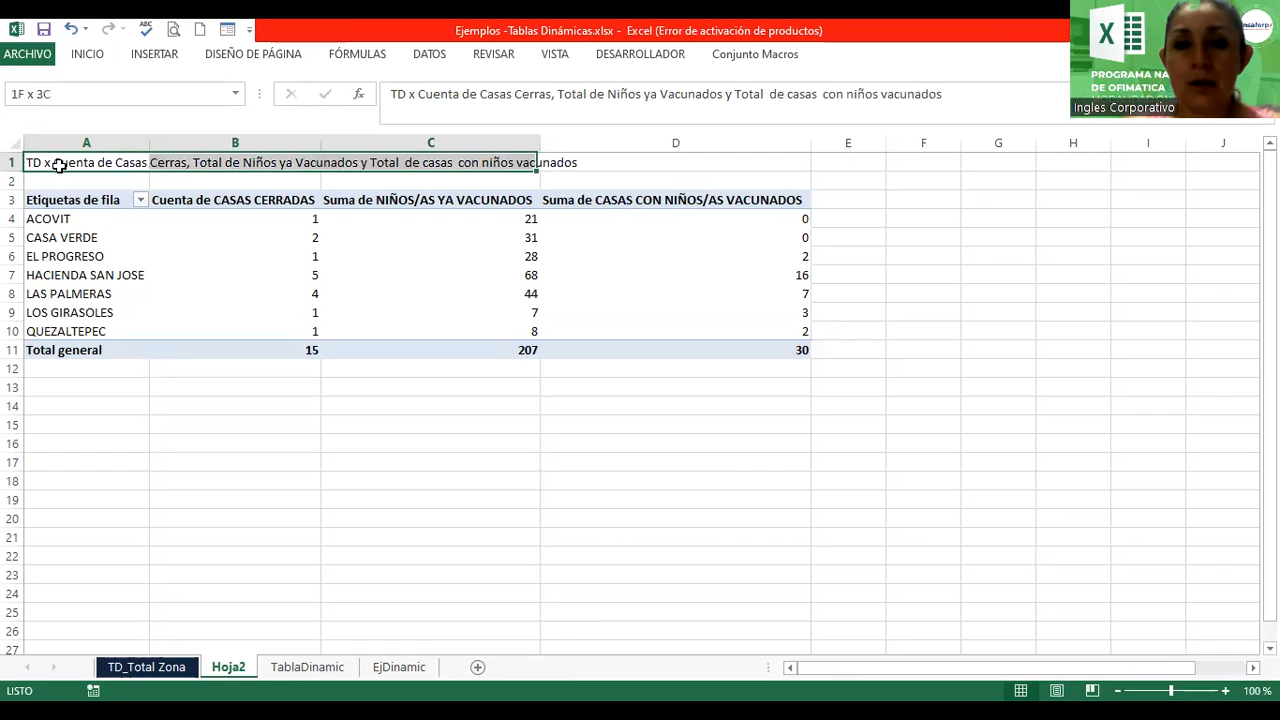 Ejemplos -Tablas Dinámicas.xlsx - Excel (Error de activación de productos)
ARCHIVO INICIO INSERTAR DISEÑO DE PÁGINA FÓRMULAS DATOS REVISAR VISTA DESARROLLADOR Conjunto Macros
PROGRAMA NA
DE OFIMATICA
Ingles Corporativo
1F x 3C
TD x Cuenta de Casas Cerras, Total de Niños ya Vacunados y Total de casas con niños vacunados
A B C D E F G H I J
1 TD x Cuenta de Casas Cerras, Total de Niños ya Vacunados y Total de casas con niños vacunados
2
3 Etiquetas de fila Cuenta de CASAS CERRADAS Suma de NIÑOS/AS YA VACUNADOS Suma de CASAS CON NIÑOS/AS VACUNADOS
4 ACOVIT 1 21 0
5 CASA VERDE 2 31 0
6 EL PROGRESO 1 28 2
7 HACIENDA SAN JOSE 5 68 16
8 LAS PALMERAS 4 44 7
9 LOS GIRASOLES 1 7 3
10 QUEZALTEPEC 1 8 2
11 Total general 15 207 30
12
13
14
15
16
17
18
19
20
21
22
23
24
25
26
27
TD_Total Zona Hoja2 TablaDinamic EjDinamic
LISTO 100 %